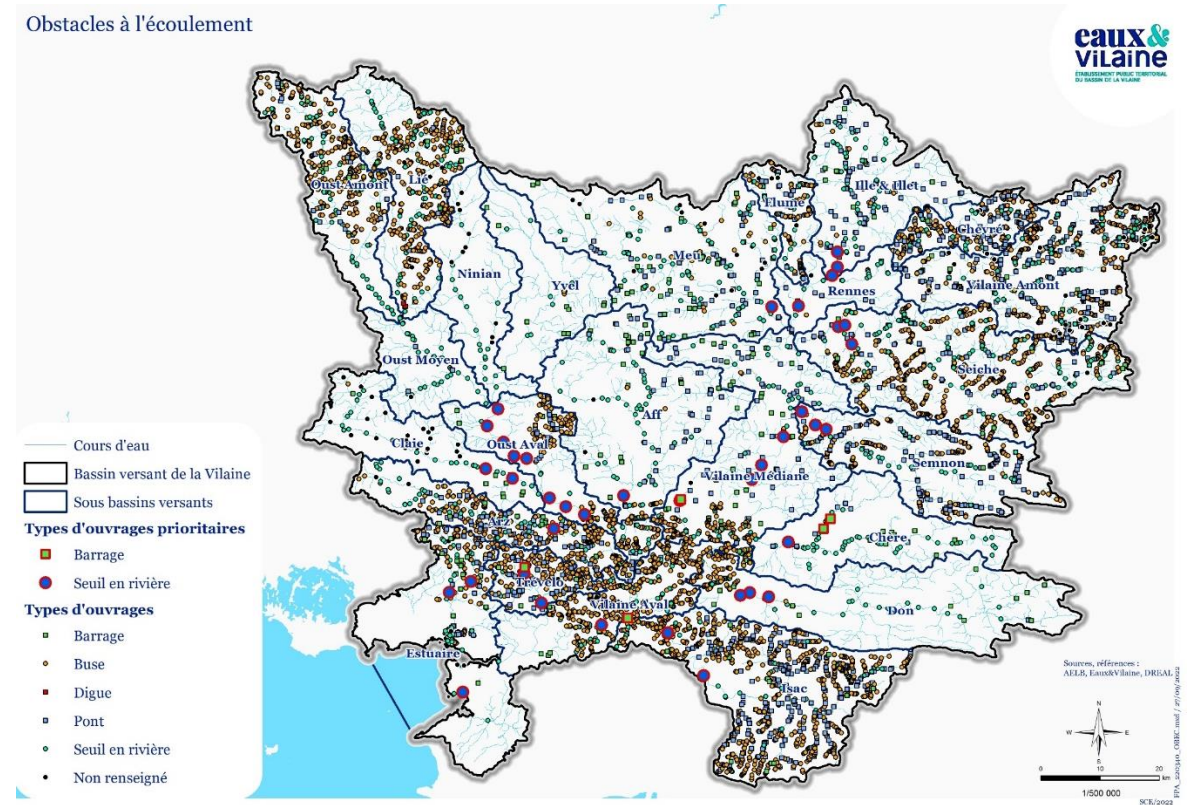 Obstacles à l'écoulement
eaux&
VILAINE
ÉTABLISSEMENT PUBLIC TERRITORIAL
DU BASSIN DE LA VILAINE
Oust Amont
Lié
Flume
Ille & Illet
Chevré
Ninian
Meu
Yvel
Rennes
Vilaine Amont
Oust Moyen
Seiche
Claie
Oust Aval
Aff
Vilaine Médiane
Semnon
Arz
Chère
Trévelo
Vilaine Aval
Don
Estuaire
Isac
Cours d'eau
Bassin versant de la Vilaine
Sous bassins versants
Types d'ouvrages prioritaires
Barrage
Seuil en rivière
Types d'ouvrages
Barrage
Buse
Digue
Pont
Seuil en rivière
Non renseigné
Sources, références :
AELB, Eaux&Vilaine, DREAL
N
W E
S
0 10 20
km
1/500 000
SCE/2022